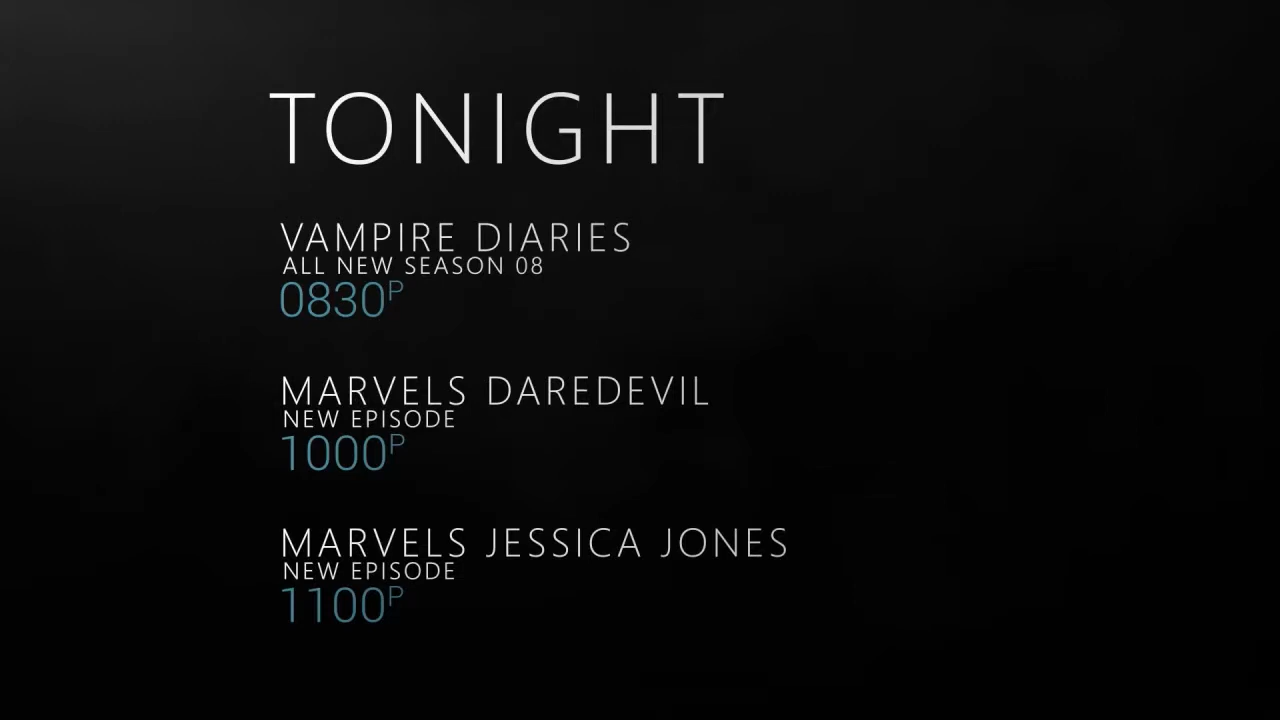 TONIGHT
VAMPIRE DIARIES
ALL NEW SEASON 08
0830P
MARVELS DAREDEVIL
NEW EPISODE
1000P
MARVELS JESSICA JONES
NEW EPISODE
1100P